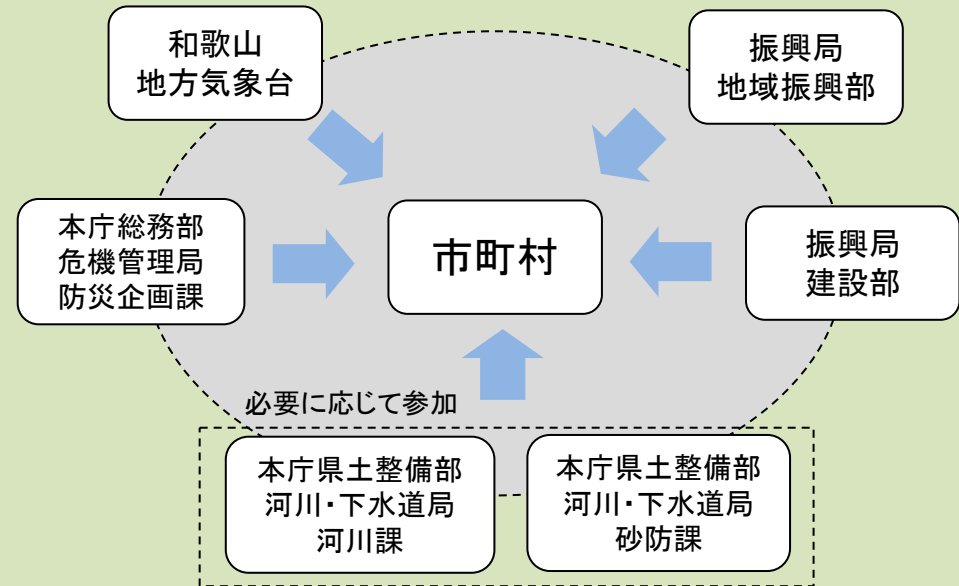 和歌山
地方気象台
振興局
地域振興部
本庁総務部
危機管理局
防災企画課
市町村
振興局
建設部
必要に応じて参加
本庁県土整備部
河川・下水道局
河川課
本庁県土整備部
河川・下水道局
砂防課